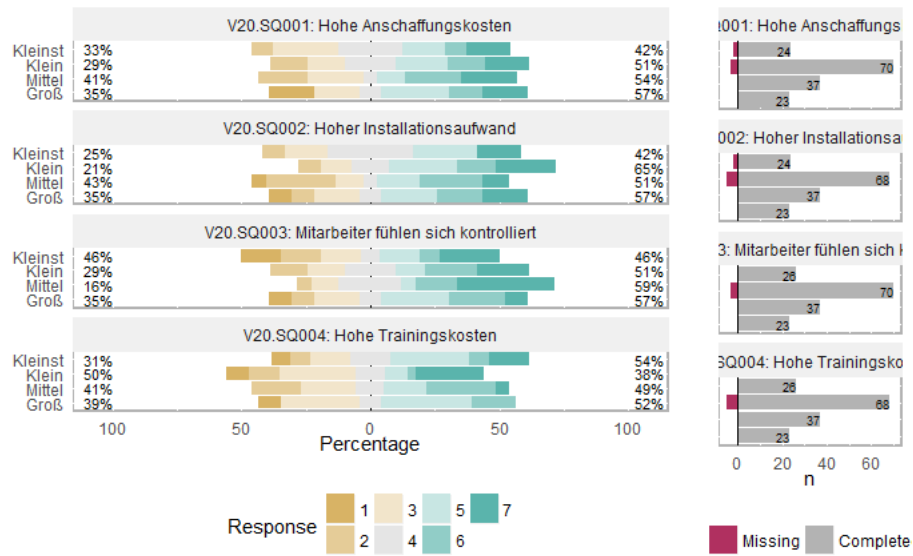 V20.SQ001: Hohe Anschaffungskosten
Kleinst 33% 42%
Klein 29% 51%
Mittel 41% 54%
Groß 35% 57%
V20.SQ002: Hoher Installationsaufwand
Kleinst 25% 42%
Klein 21% 65%
Mittel 43% 51%
Groß 35% 57%
V20.SQ003: Mitarbeiter fühlen sich kontrolliert
Kleinst 46% 46%
Klein 29% 51%
Mittel 16% 59%
Groß 35% 57%
V20.SQ004: Hohe Trainingskosten
Kleinst 31% 54%
Klein 50% 38%
Mittel 41% 49%
Groß 39% 52%
100 50 0 50 100
Percentage
Response 1 3 5 7
2 4 6
001: Hohe Anschaffungs
24
70
37
23
002: Hoher Installationsau
24
68
37
23
3: Mitarbeiter fühlen sich
26
70
37
23
SQ004: Hohe Trainingsko
26
68
37
23
0 20 40 60
n
Missing Complete